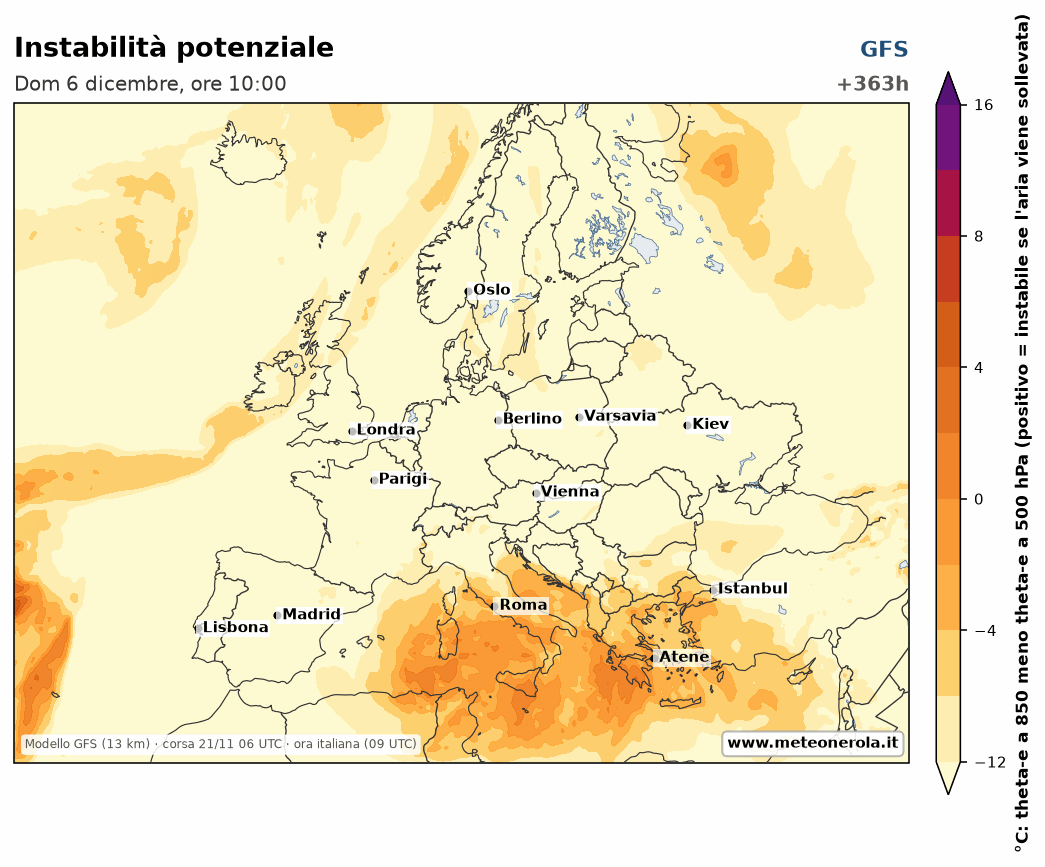 Instabilità potenziale
GFS
Dom 6 dicembre, ore 10:00
+363h
Oslo
Londra
Berlino
Varsavia
Kiev
Parigi
Vienna
Istanbul
Roma
Madrid
Lisbona
Atene
Modello GFS (13 km) · corsa 21/11 06 UTC · ora italiana (09 UTC)
www.meteonerola.it
16
8
4
0
−4
−12
°C: theta-e a 850 meno theta-e a 500 hPa (positivo = instabile se l'aria viene sollevata)